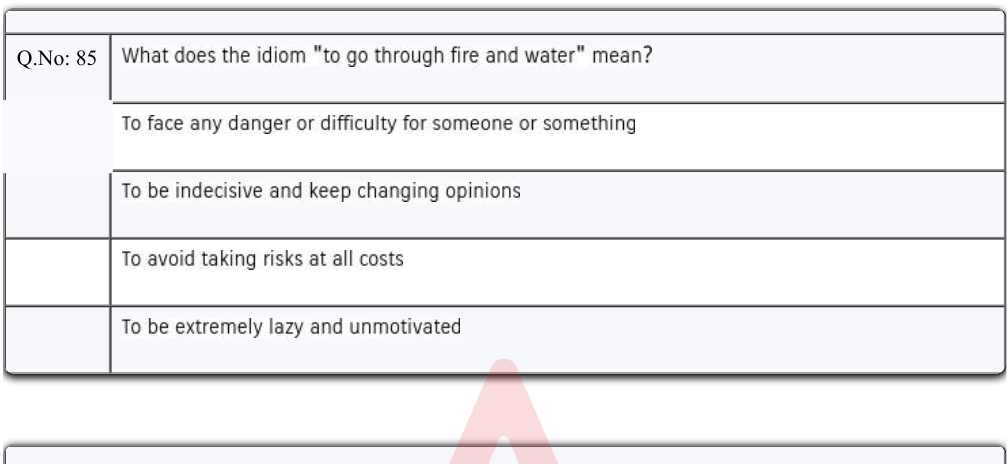 Q.No: 85 What does the idiom "to go through fire and water" mean?
To face any danger or difficulty for someone or something
To be indecisive and keep changing opinions
To avoid taking risks at all costs
To be extremely lazy and unmotivated